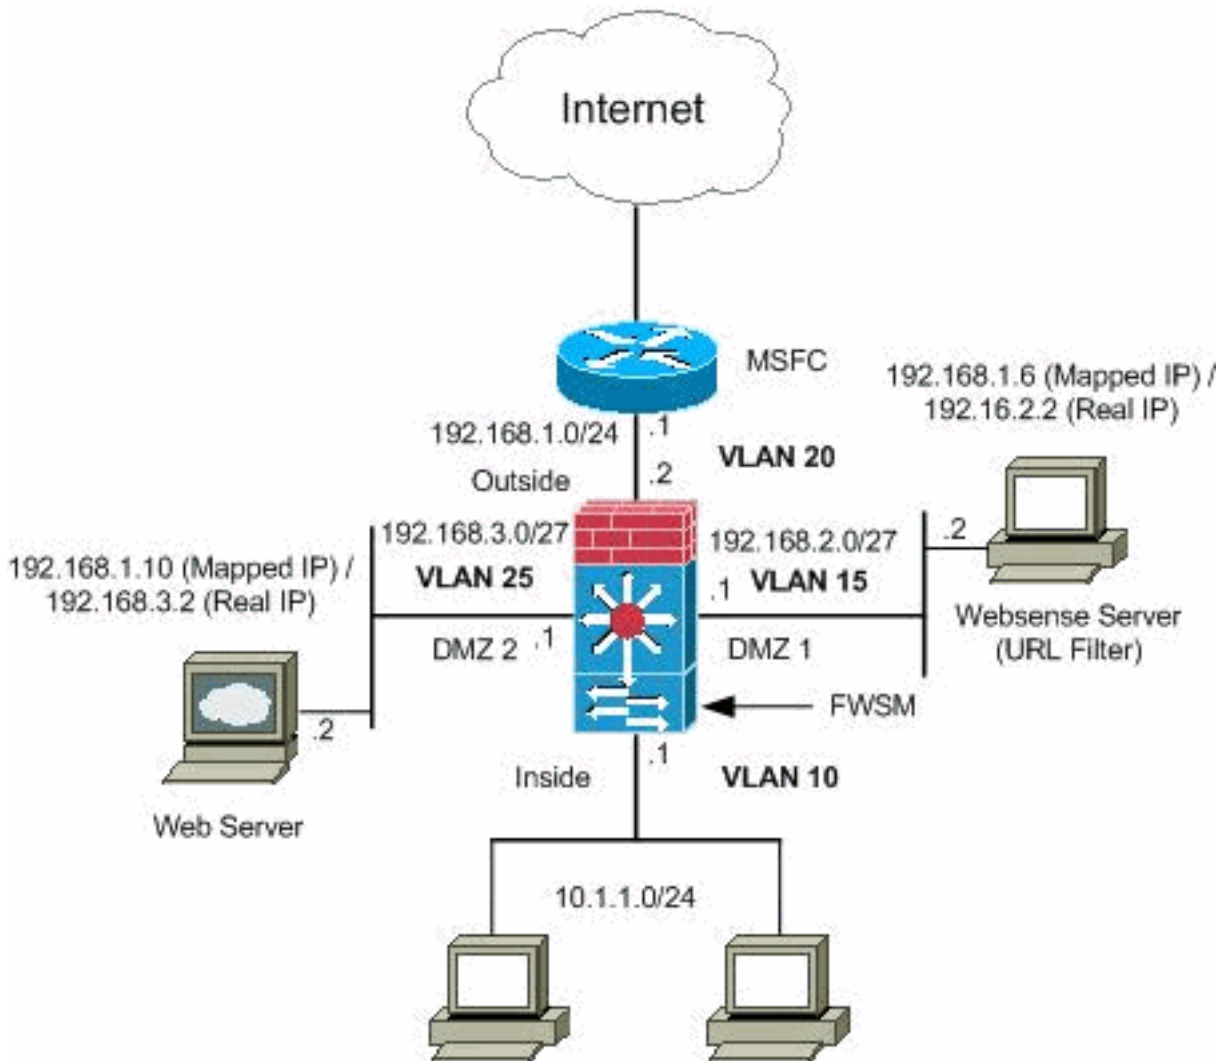 Internet
MSFC
192.168.1.6 (Mapped IP) /
192.16.2.2 (Real IP)
192.168.1.0/24
.1
VLAN 20
Outside
.2
192.168.3.0/27
VLAN 25
192.168.2.0/27
.1
VLAN 15
.2
192.168.1.10 (Mapped IP) /
192.168.3.2 (Real IP)
DMZ 2
.1
DMZ 1
Websense Server
(URL Filter)
FWSM
.2
Web Server
Inside
.1
VLAN 10
10.1.1.0/24